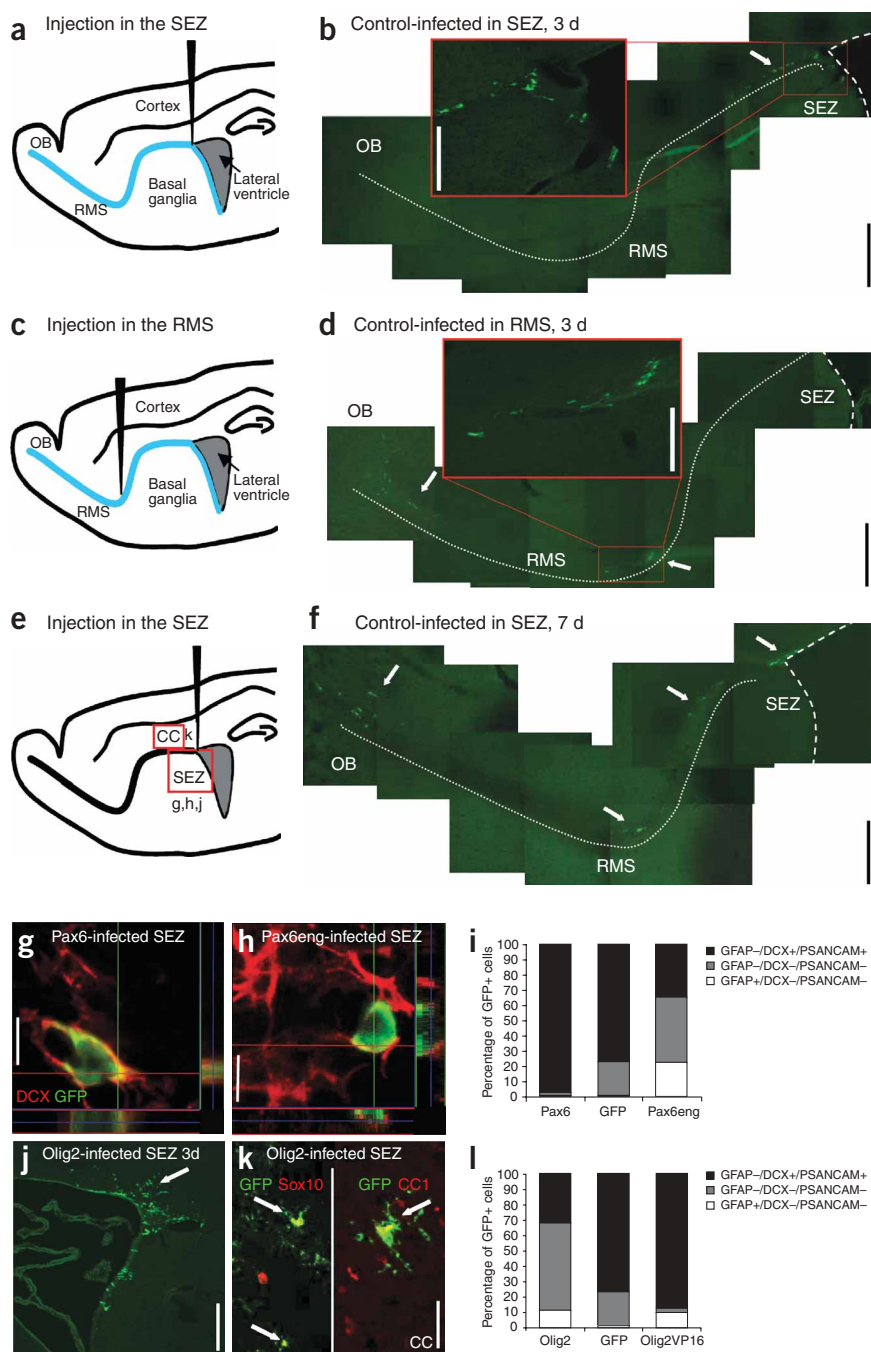 a Injection in the SEZ
Cortex
OB
Basal
ganglia
Lateral
ventricle
RMS
b Control-infected in SEZ, 3 d
OB
SEZ
RMS
c Injection in the RMS
Cortex
OB
Basal
ganglia
Lateral
ventricle
RMS
d Control-infected in RMS, 3 d
OB
SEZ
RMS
e Injection in the SEZ
CC k
SEZ
g,h,j
f Control-infected in SEZ, 7 d
OB
SEZ
RMS
g Pax6-infected SEZ
DCX GFP
h Pax6eng-infected SEZ
i
Percentage of GFP+ cells
100
90
80
70
60
50
40
30
20
10
0
Pax6 GFP Pax6eng
GFAP–/DCX+/PSANCAM+
GFAP–/DCX–/PSANCAM–
GFAP+/DCX–/PSANCAM–
j Olig2-infected SEZ 3d
k Olig2-infected SEZ
GFP Sox10 GFP CC1
CC
l
Percentage of GFP+ cells
100
90
80
70
60
50
40
30
20
10
0
Olig2 GFP Olig2VP16
GFAP–/DCX+/PSANCAM+
GFAP–/DCX–/PSANCAM–
GFAP+/DCX–/PSANCAM–